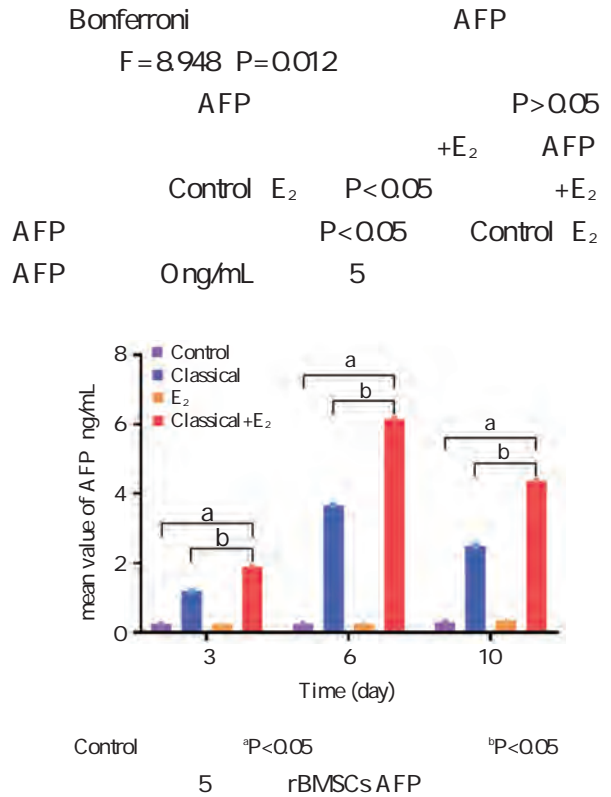 Bonferroni AFP
F=8.948 P=0.012
AFP P>0.05
+E₂ AFP
Control E₂ P<0.05 +E₂
AFP P<0.05 Control E₂
AFP 0 ng/mL 5
8
Control
Classical
E₂
Classical+E₂
a
b
6
a
b
4
a
b
2
0
mean value of AFP ng/mL
3 6 10
Time (day)
Control ᵃP<0.05 ᵇP<0.05
5 rBMSCs AFP